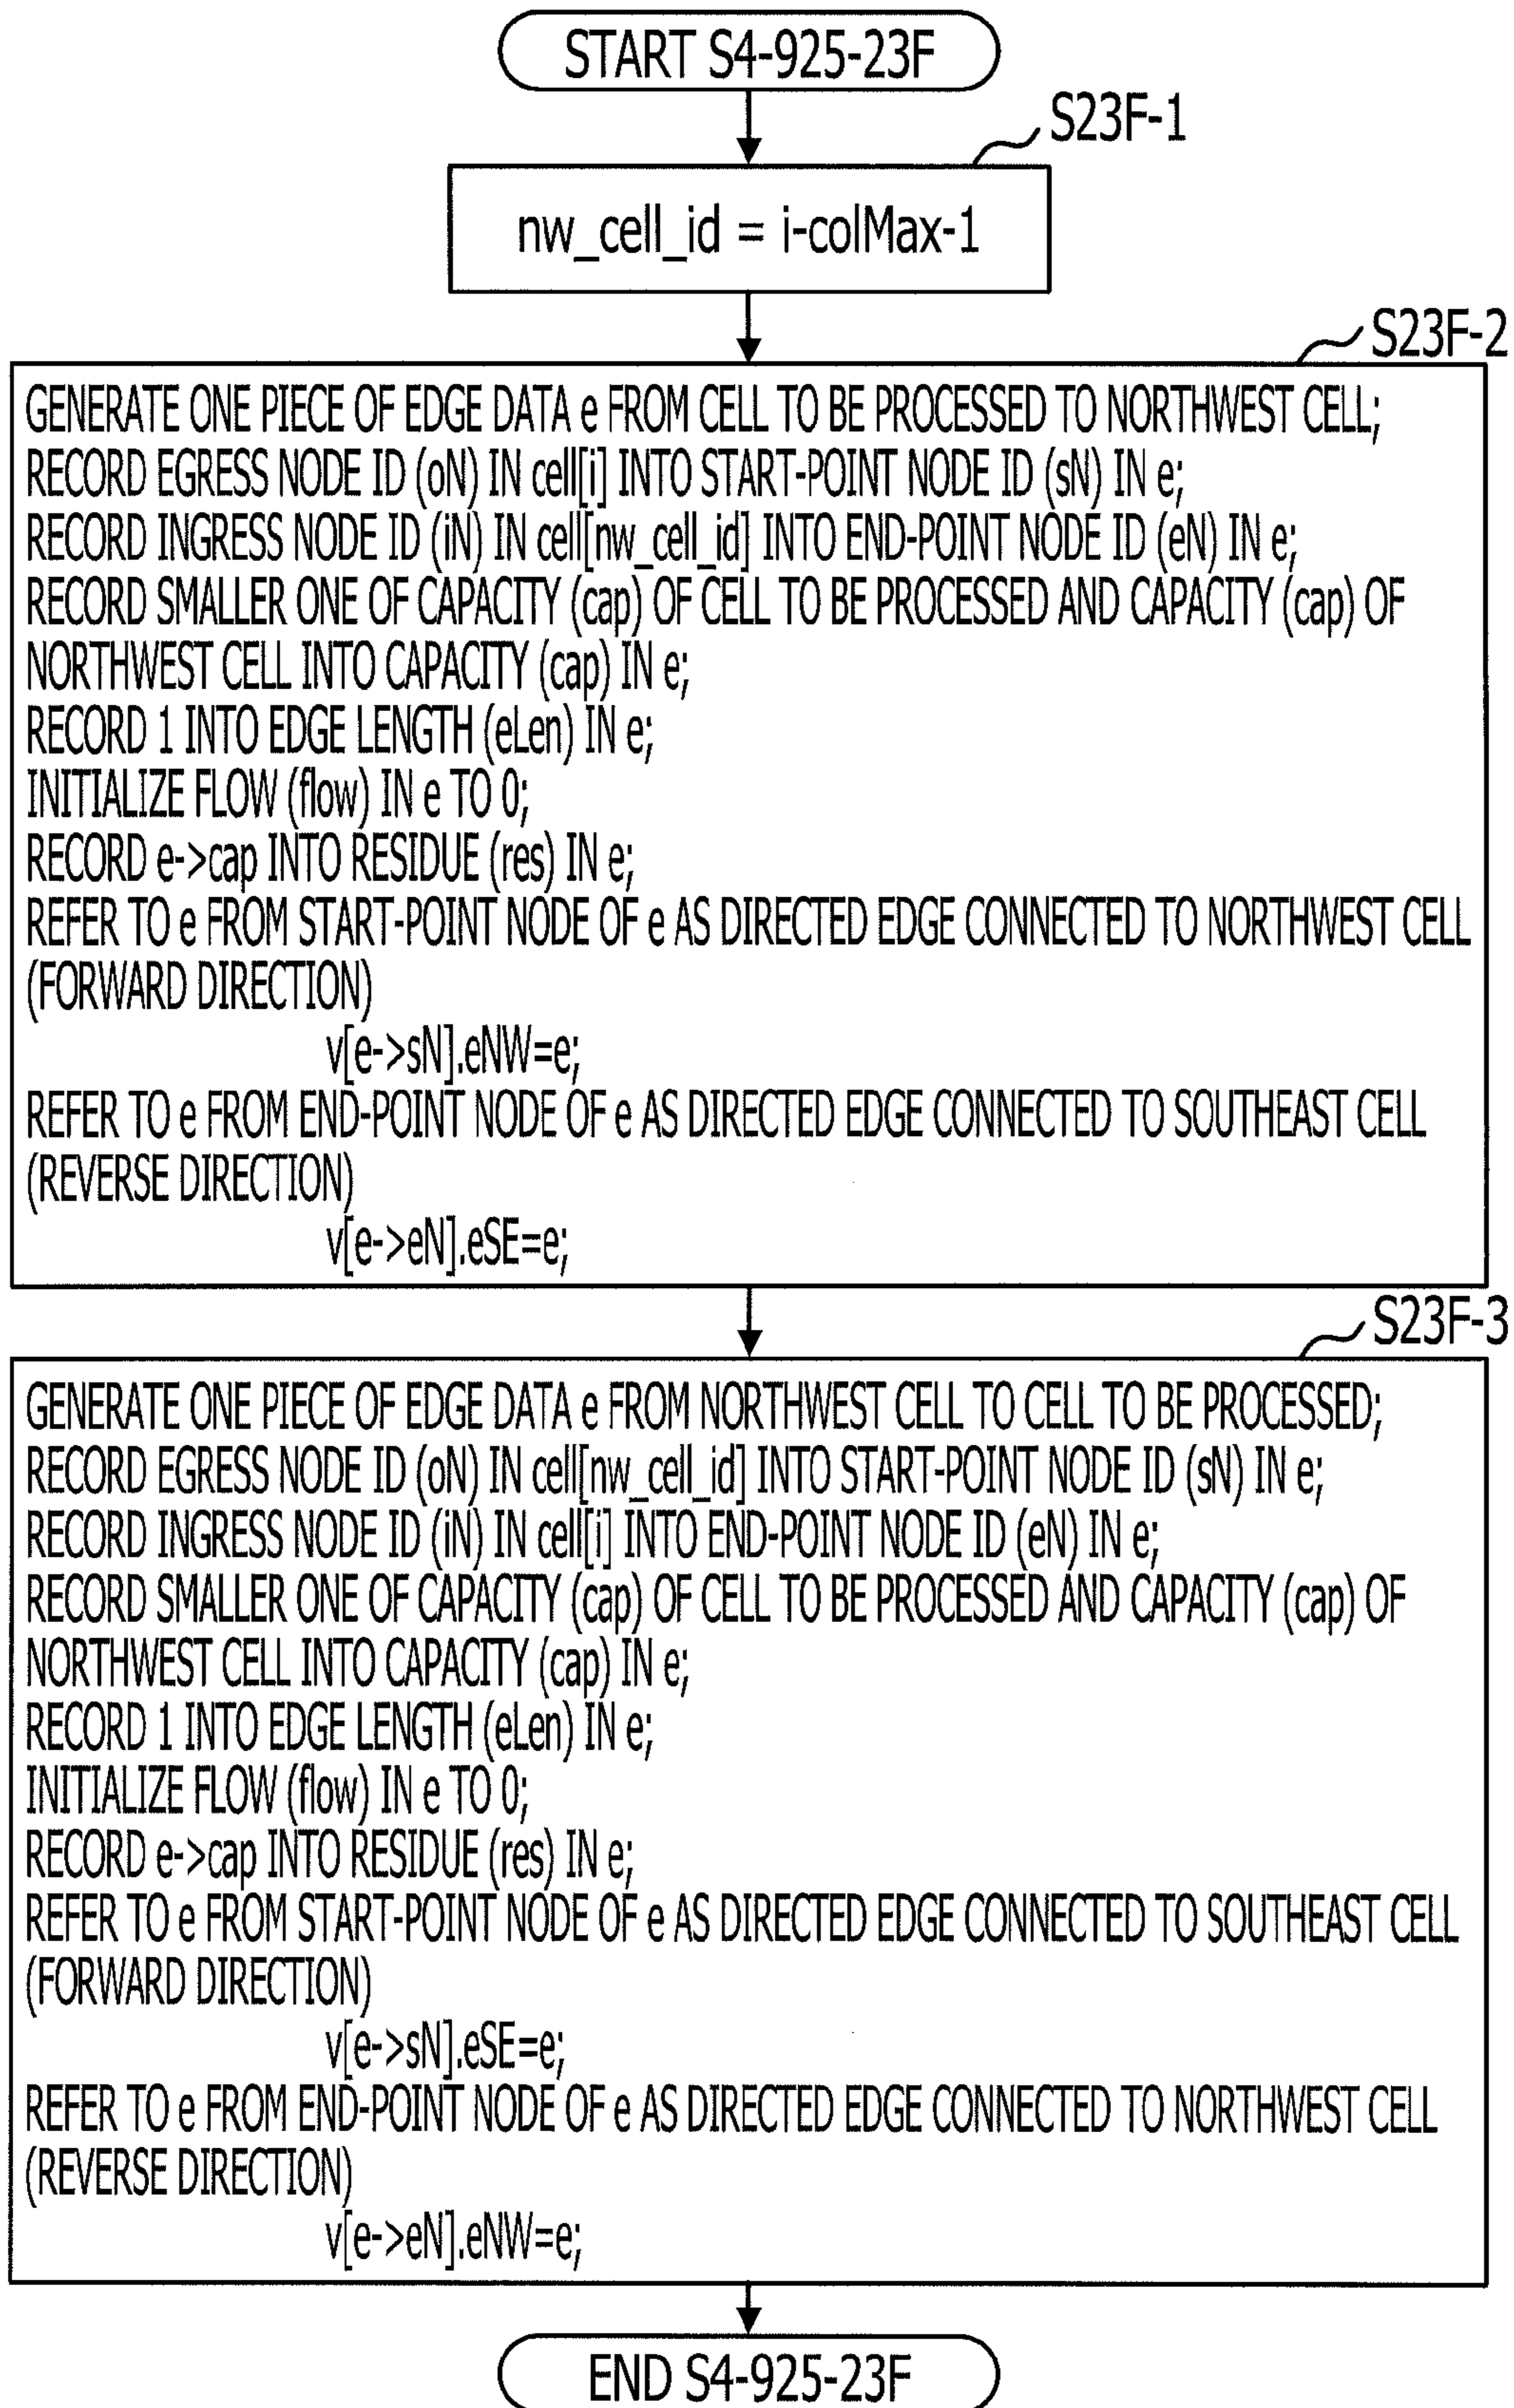 START S4-925-23F
S23F-1
nw_cell_id = i-colMax-1
S23F-2
GENERATE ONE PIECE OF EDGE DATA e FROM CELL TO BE PROCESSED TO NORTHWEST CELL;
RECORD EGRESS NODE ID (oN) IN cell[i] INTO START-POINT NODE ID (sN) IN e;
RECORD INGRESS NODE ID (iN) IN cell[nw_cell_id] INTO END-POINT NODE ID (eN) IN e;
RECORD SMALLER ONE OF CAPACITY (cap) OF CELL TO BE PROCESSED AND CAPACITY (cap) OF
NORTHWEST CELL INTO CAPACITY (cap) IN e;
RECORD 1 INTO EDGE LENGTH (eLen) IN e;
INITIALIZE FLOW (flow) IN e TO 0;
RECORD e->cap INTO RESIDUE (res) IN e;
REFER TO e FROM START-POINT NODE OF e AS DIRECTED EDGE CONNECTED TO NORTHWEST CELL
(FORWARD DIRECTION)
v[e->sN].eNW=e;
REFER TO e FROM END-POINT NODE OF e AS DIRECTED EDGE CONNECTED TO SOUTHEAST CELL
(REVERSE DIRECTION)
v[e->eN].eSE=e;
S23F-3
GENERATE ONE PIECE OF EDGE DATA e FROM NORTHWEST CELL TO CELL TO BE PROCESSED;
RECORD EGRESS NODE ID (oN) IN cell[nw_cell_id] INTO START-POINT NODE ID (sN) IN e;
RECORD INGRESS NODE ID (iN) IN cell[i] INTO END-POINT NODE ID (eN) IN e;
RECORD SMALLER ONE OF CAPACITY (cap) OF CELL TO BE PROCESSED AND CAPACITY (cap) OF
NORTHWEST CELL INTO CAPACITY (cap) IN e;
RECORD 1 INTO EDGE LENGTH (eLen) IN e;
INITIALIZE FLOW (flow) IN e TO 0;
RECORD e->cap INTO RESIDUE (res) IN e;
REFER TO e FROM START-POINT NODE OF e AS DIRECTED EDGE CONNECTED TO SOUTHEAST CELL
(FORWARD DIRECTION)
v[e->sN].eSE=e;
REFER TO e FROM END-POINT NODE OF e AS DIRECTED EDGE CONNECTED TO NORTHWEST CELL
(REVERSE DIRECTION)
v[e->eN].eNW=e;
END S4-925-23F